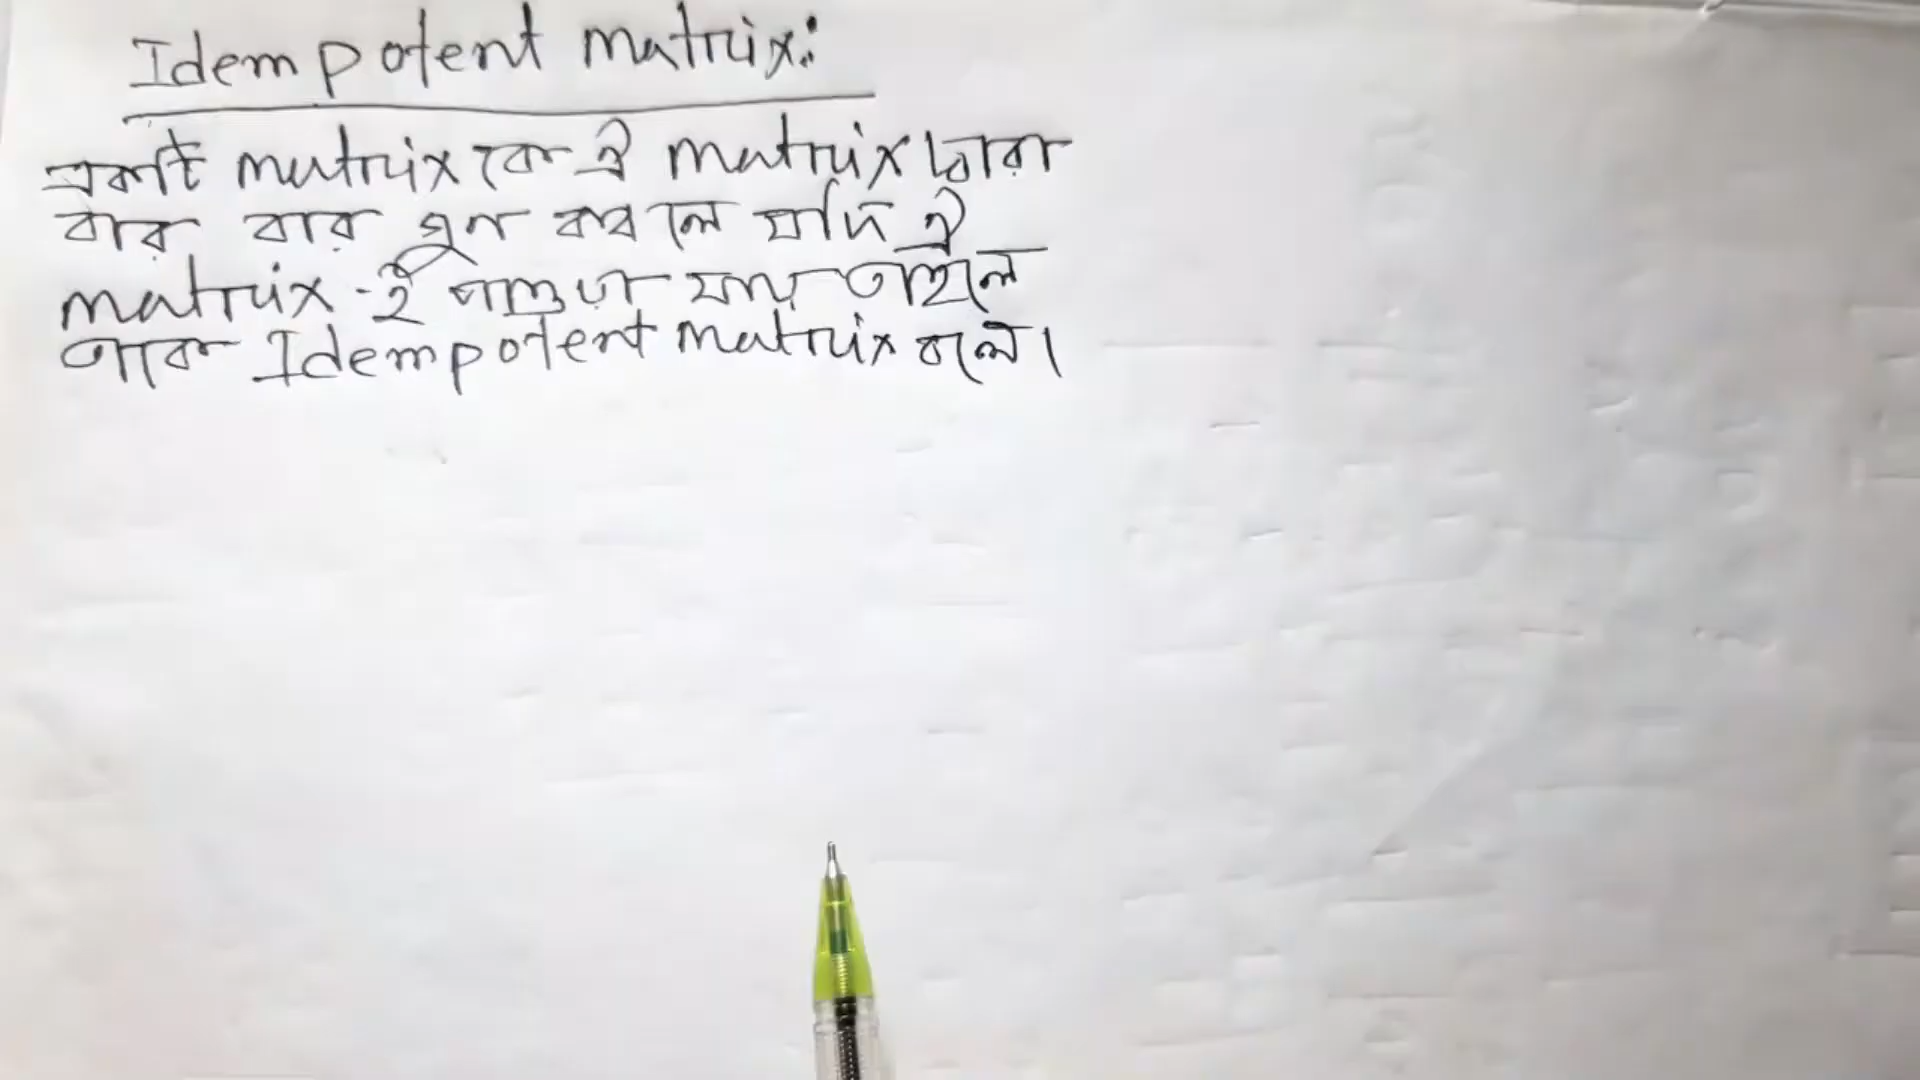 Idempotent matrix:
একটি matrix কে ঐ matrix দ্বারা
বার বার গুন করলে যদি ঐ
matrix-ই পাওয়া যায় তাহলে
তাকে Idempotent matrix বলে।